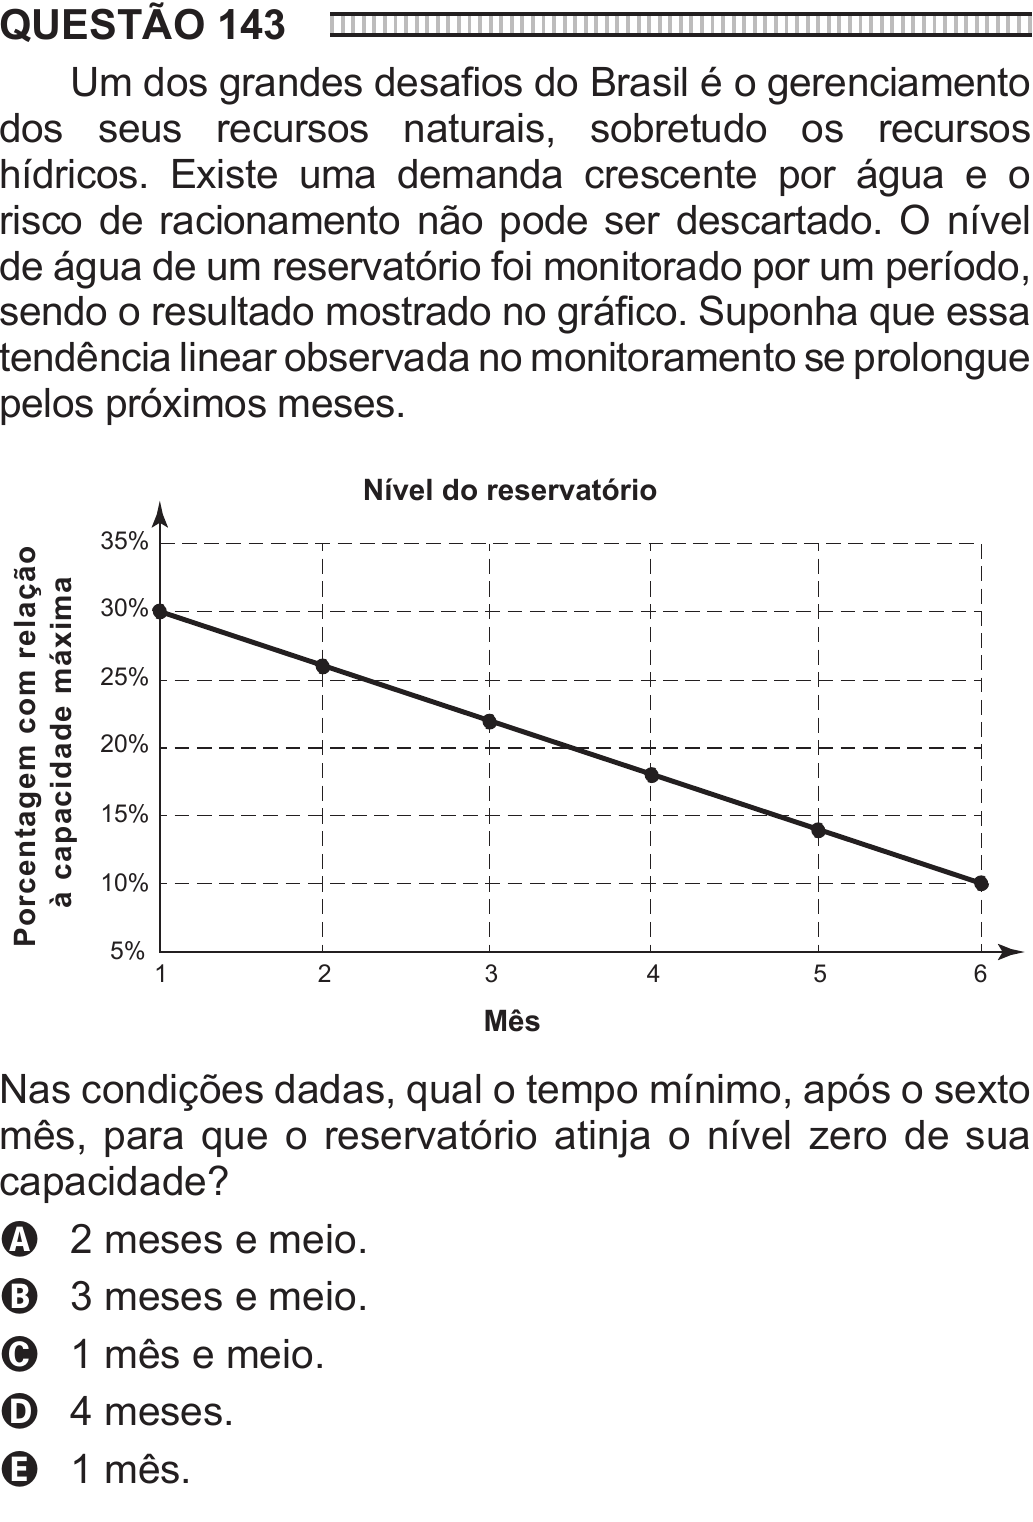 QUESTÃO 143
Um dos grandes desafios do Brasil é o gerenciamento
dos seus recursos naturais, sobretudo os recursos
hídricos. Existe uma demanda crescente por água e o
risco de racionamento não pode ser descartado. O nível
de água de um reservatório foi monitorado por um período,
sendo o resultado mostrado no gráfico. Suponha que essa
tendência linear observada no monitoramento se prolongue
pelos próximos meses.
Nível do reservatório
Porcentagem com relação
à capacidade máxima
35%
30%
25%
20%
15%
10%
5%
1 2 3 4 5 6
Mês
Nas condições dadas, qual o tempo mínimo, após o sexto
mês, para que o reservatório atinja o nível zero de sua
capacidade?
A 2 meses e meio.
B 3 meses e meio.
C 1 mês e meio.
D 4 meses.
E 1 mês.